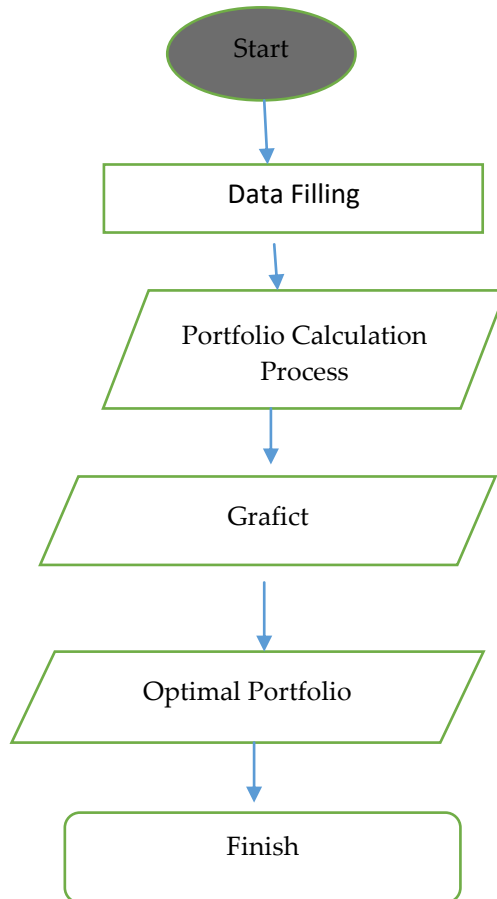 Start
Data Filling
Portfolio Calculation
Process
Grafict
Optimal Portfolio
Finish